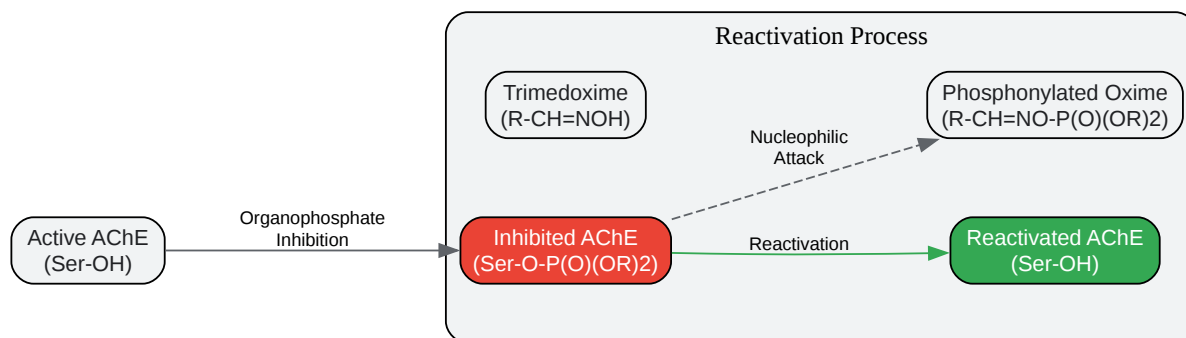 Reactivation Process
Trimedoxime
(R-CH=NOH)
Phosphonylated Oxime
(R-CH=NO-P(O)(OR)2)
Nucleophilic
Attack
Active AChE
(Ser-OH)
Organophosphate
Inhibition
Inhibited AChE
(Ser-O-P(O)(OR)2)
Reactivation
Reactivated AChE
(Ser-OH)